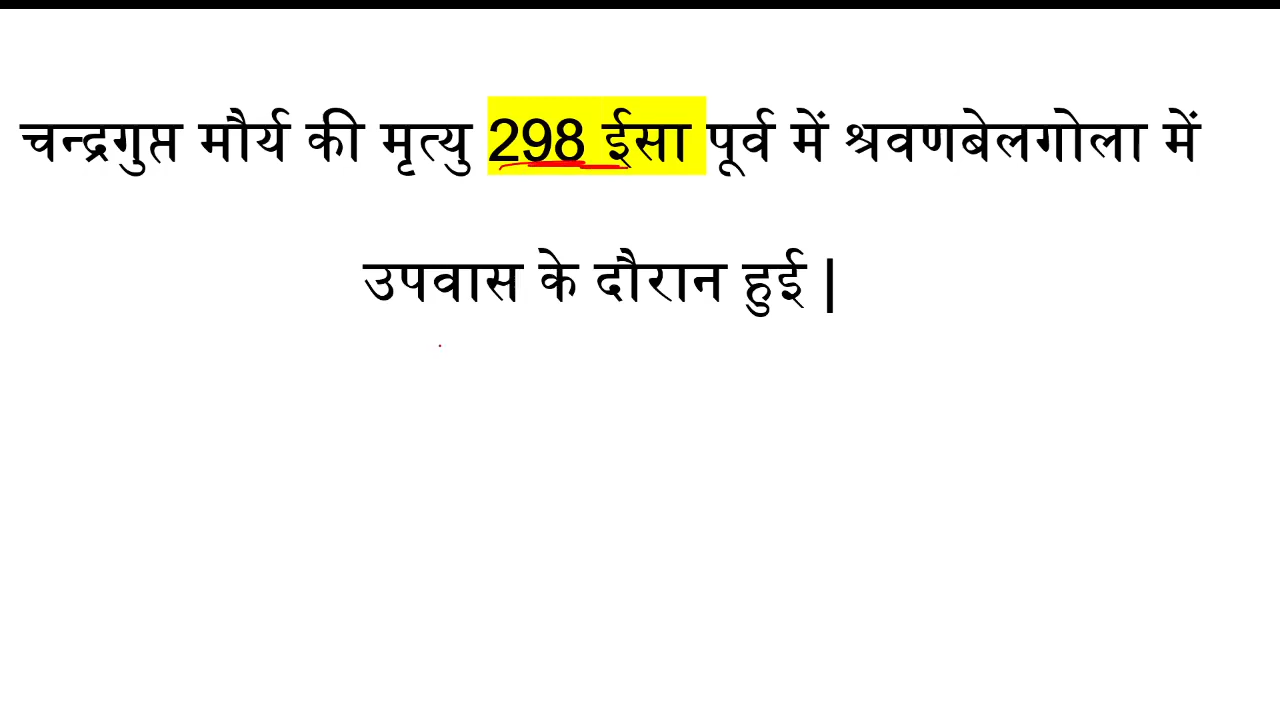 चन्द्रगुप्त मौर्य की मृत्यु 298 ईसा पूर्व में श्रवणबेलगोला में
उपवास के दौरान हुई |